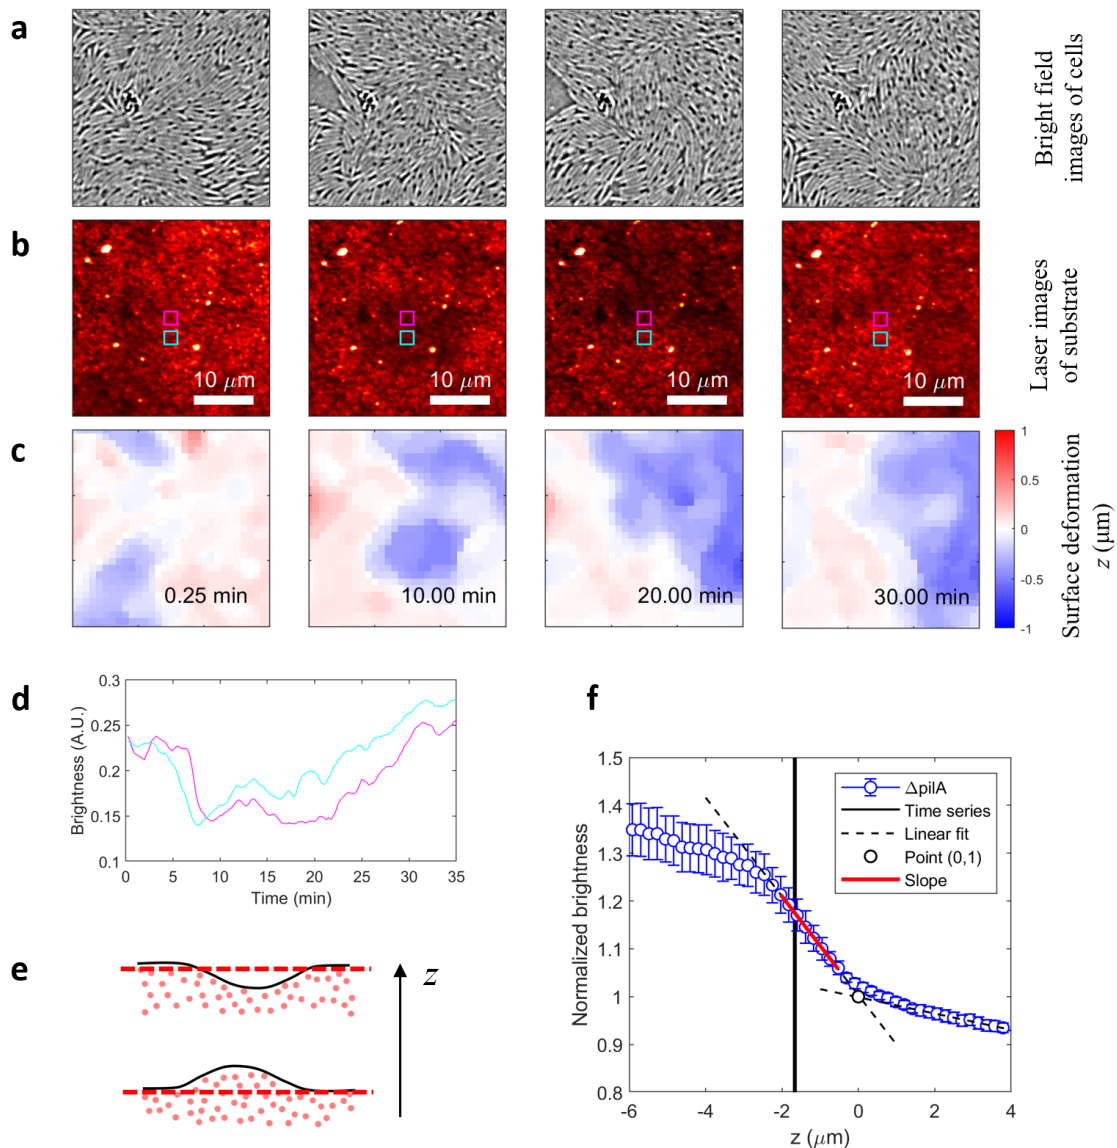 a
Bright field
images of cells
b
10 μm
10 μm
10 μm
10 μm
Laser images
of substrate
c
0.25 min
10.00 min
20.00 min
30.00 min
1
0.5
0
-0.5
-1
Surface deformation
z (μm)
d
0.3
0.25
0.2
0.15
0.1
Brightness (A.U.)
0 5 10 15 20 25 30 35
Time (min)
e
z
f
1.5
1.4
1.3
1.2
1.1
1
0.9
0.8
Normalized brightness
ΔpilA
Time series
Linear fit
Point (0,1)
Slope
-6 -4 -2 0 2 4
z (μm)